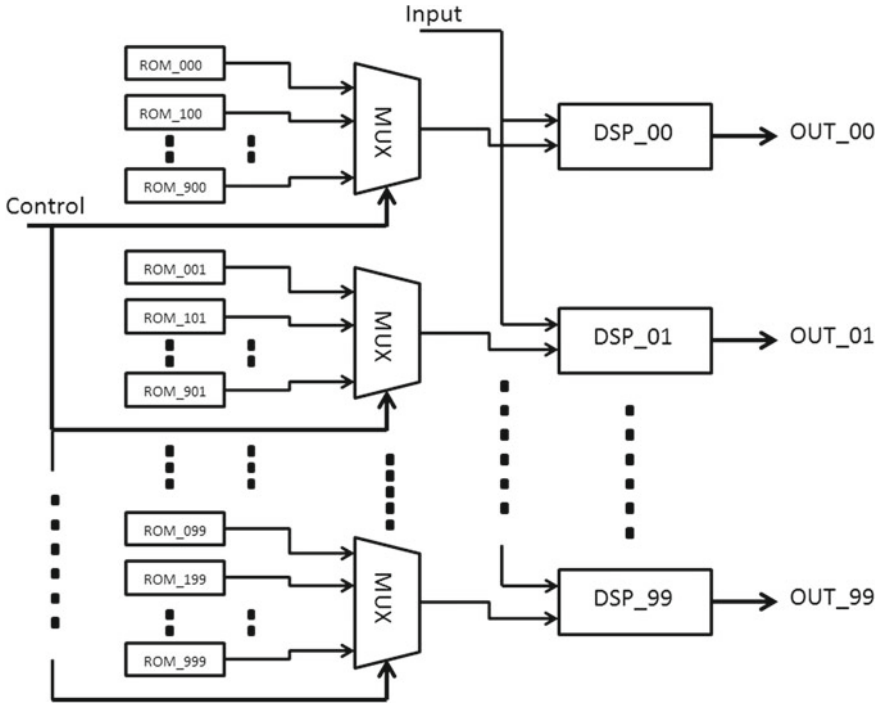 Input
ROM_000
ROM_100
ROM_900
MUX
DSP_00
OUT_00
Control
ROM_001
ROM_101
ROM_901
MUX
DSP_01
OUT_01
ROM_099
ROM_199
ROM_999
MUX
DSP_99
OUT_99